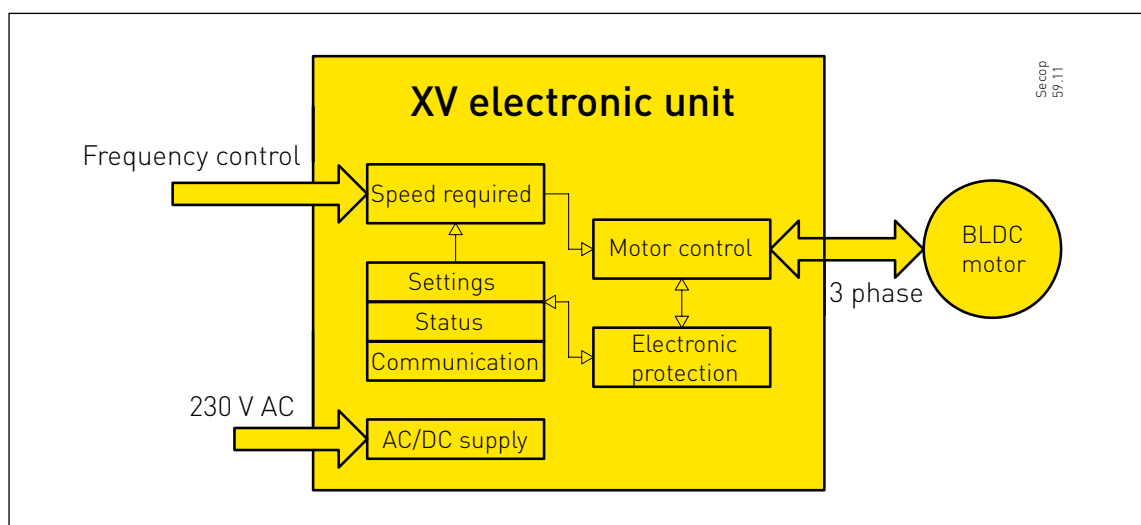 XV electronic unit
Secop
59.11
Frequency control
Speed required
Motor control
BLDC
motor
3 phase
Settings
Status
Communication
Electronic
protection
230 V AC
AC/DC supply